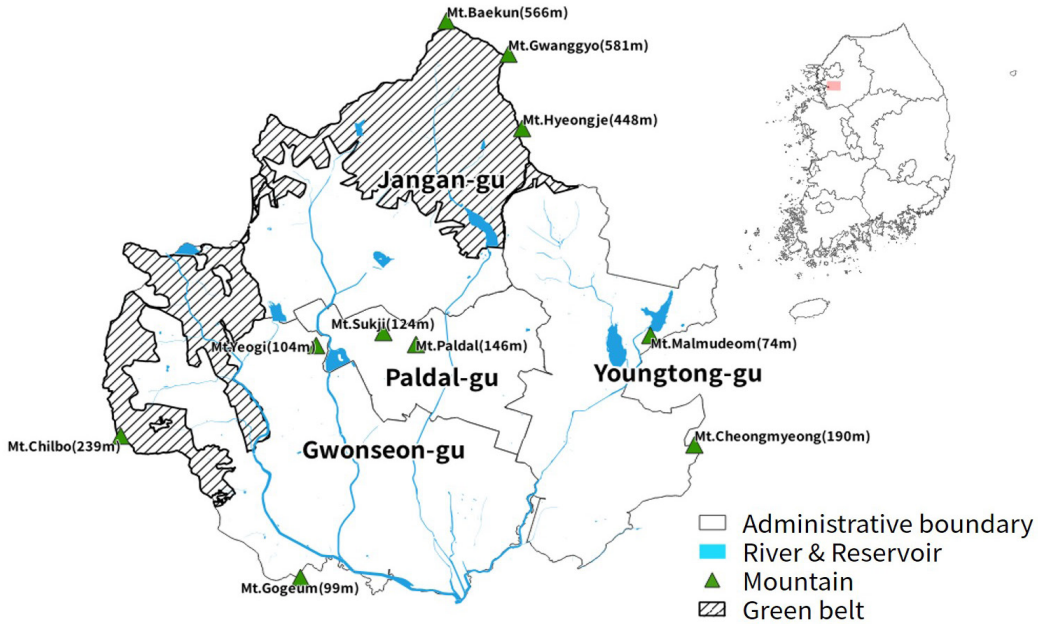 Mt.Baekun(566m)
Mt.Gwanggyo(581m)
Mt.Hyeongje(448m)
Jangan-gu
Mt.Sukji(124m)
Mt.Yeogi(104m)
Mt.Paldal(146m)
Mt.Malmudeom(74m)
Paldal-gu
Youngtong-gu
Mt.Chilbo(239m)
Mt.Cheongmyeong(190m)
Gwonseon-gu
Mt.Gogeum(99m)
Administrative boundary
River & Reservoir
Mountain
Green belt